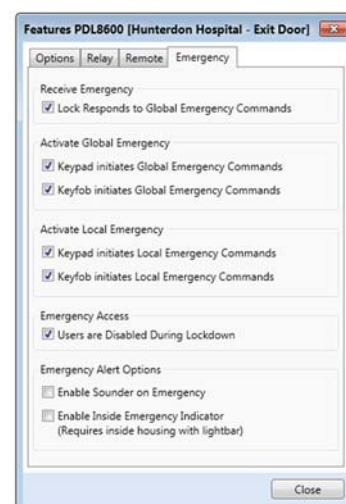 Features PDL8600 [Hunterdon Hospital - Exit Door]
Options Relay Remote Emergency
Receive Emergency
Lock Responds to Global Emergency Commands
Activate Global Emergency
Keypad initiates Global Emergency Commands
Keyfob initiates Global Emergency Commands
Activate Local Emergency
Keypad initiates Local Emergency Commands
Keyfob initiates Local Emergency Commands
Emergency Access
Users are Disabled During Lockdown
Emergency Alert Options
Enable Sounder on Emergency
Enable Inside Emergency Indicator
(Requires inside housing with lightbar)
Close